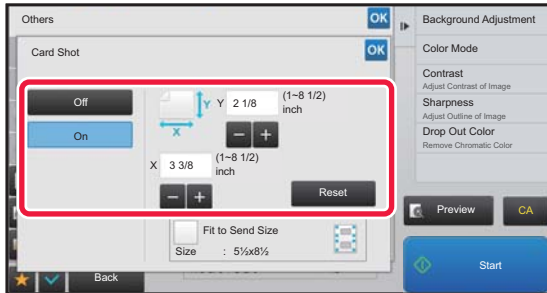 Others
OK
Card Shot
OK
Off
On
Y
X
Y 2 1/8
(1~8 1/2)
inch
X 3 3/8
(1~8 1/2)
inch
Reset
Fit to Send Size
Size : 5½x8½
Back
Background Adjustment
Color Mode
Contrast
Adjust Contrast of Image
Sharpness
Adjust Outline of Image
Drop Out Color
Remove Chromatic Color
Preview
CA
Start